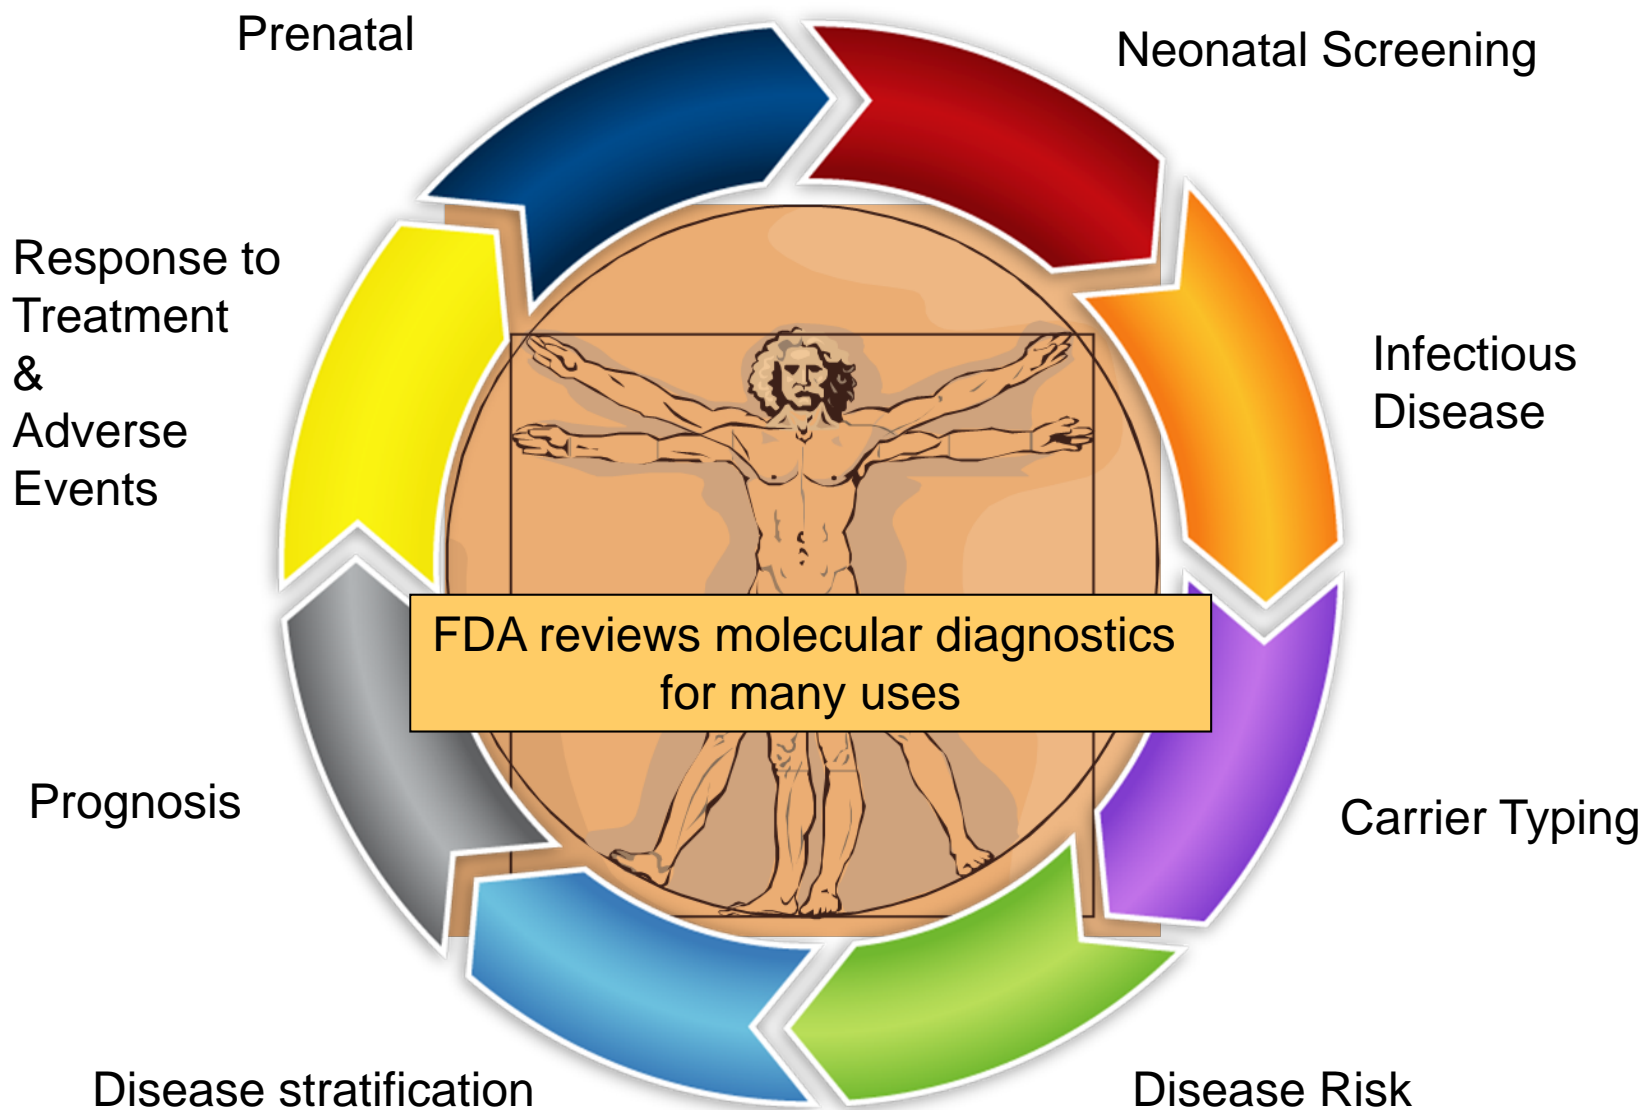 Prenatal
Neonatal Screening
Response to
Treatment
&
Adverse
Events
Infectious
Disease
FDA reviews molecular diagnostics
for many uses
Prognosis
Carrier Typing
Disease stratification
Disease Risk